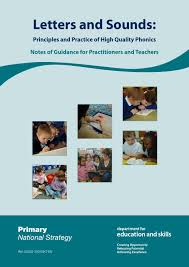 Letters and Sounds:
Principles and Practice of High Quality Phonics
Notes of Guidance for Practitioners and Teachers
Primary
National Strategy
department for
education and skills
Creating Opportunity
Releasing Potential
Achieving Excellence